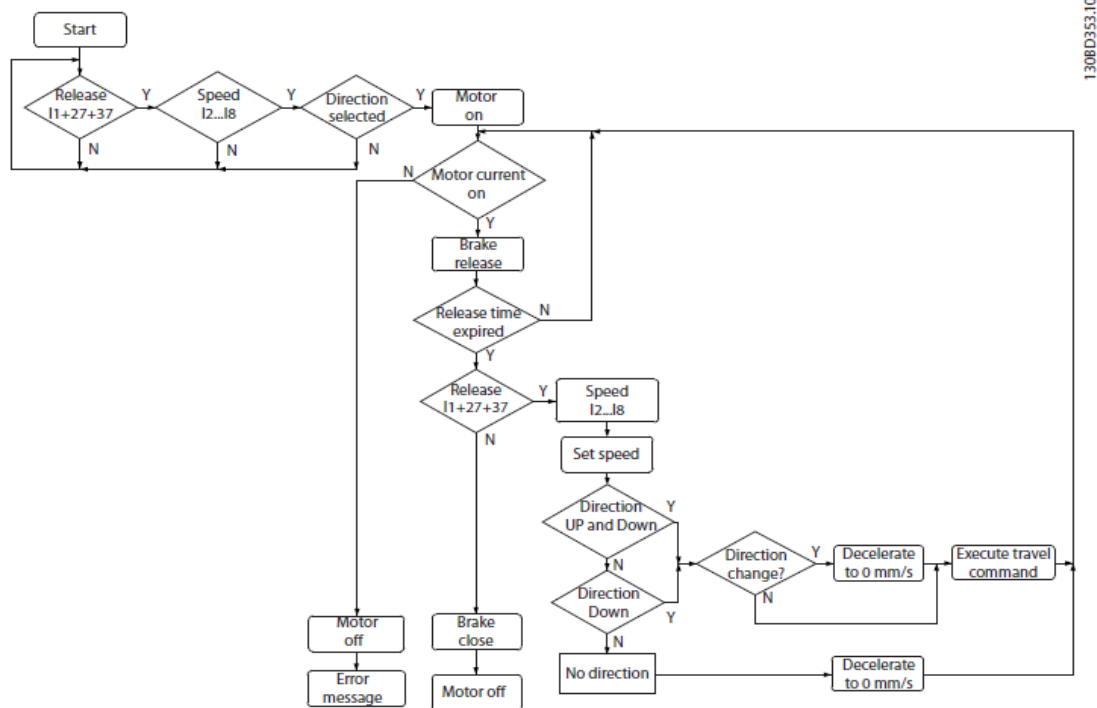 130BD353.10
Start
Release
I1+27+37
Y
Speed
I2...I8
Y
Direction
selected
Y
Motor
on
N
N
N
N
Motor current
on
Y
Brake
release
Release time
expired
N
Y
Release
I1+27+37
Y
Speed
I2...I8
N
Set speed
Direction
UP and Down
Y
N
Direction
change?
Y
Decelerate
to 0 mm/s
Execute travel
command
N
Direction
Down
Y
N
Motor
off
Brake
close
No direction
Decelerate
to 0 mm/s
Error
message
Motor off